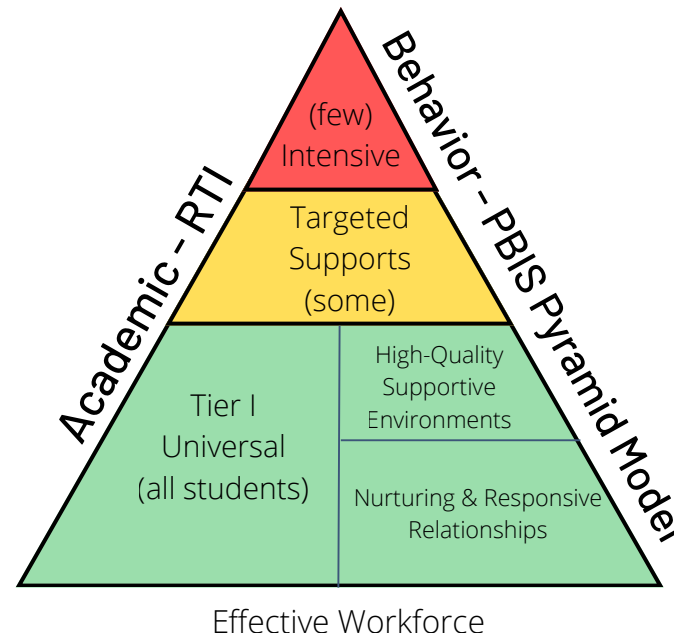 (few)
Intensive
Targeted
Supports
(some)
Academic - RTI
Behavior - PBIS Pyramid Model
Tier I
Universal
(all students)
High-Quality
Supportive
Environments
Nurturing & Responsive
Relationships
Effective Workforce